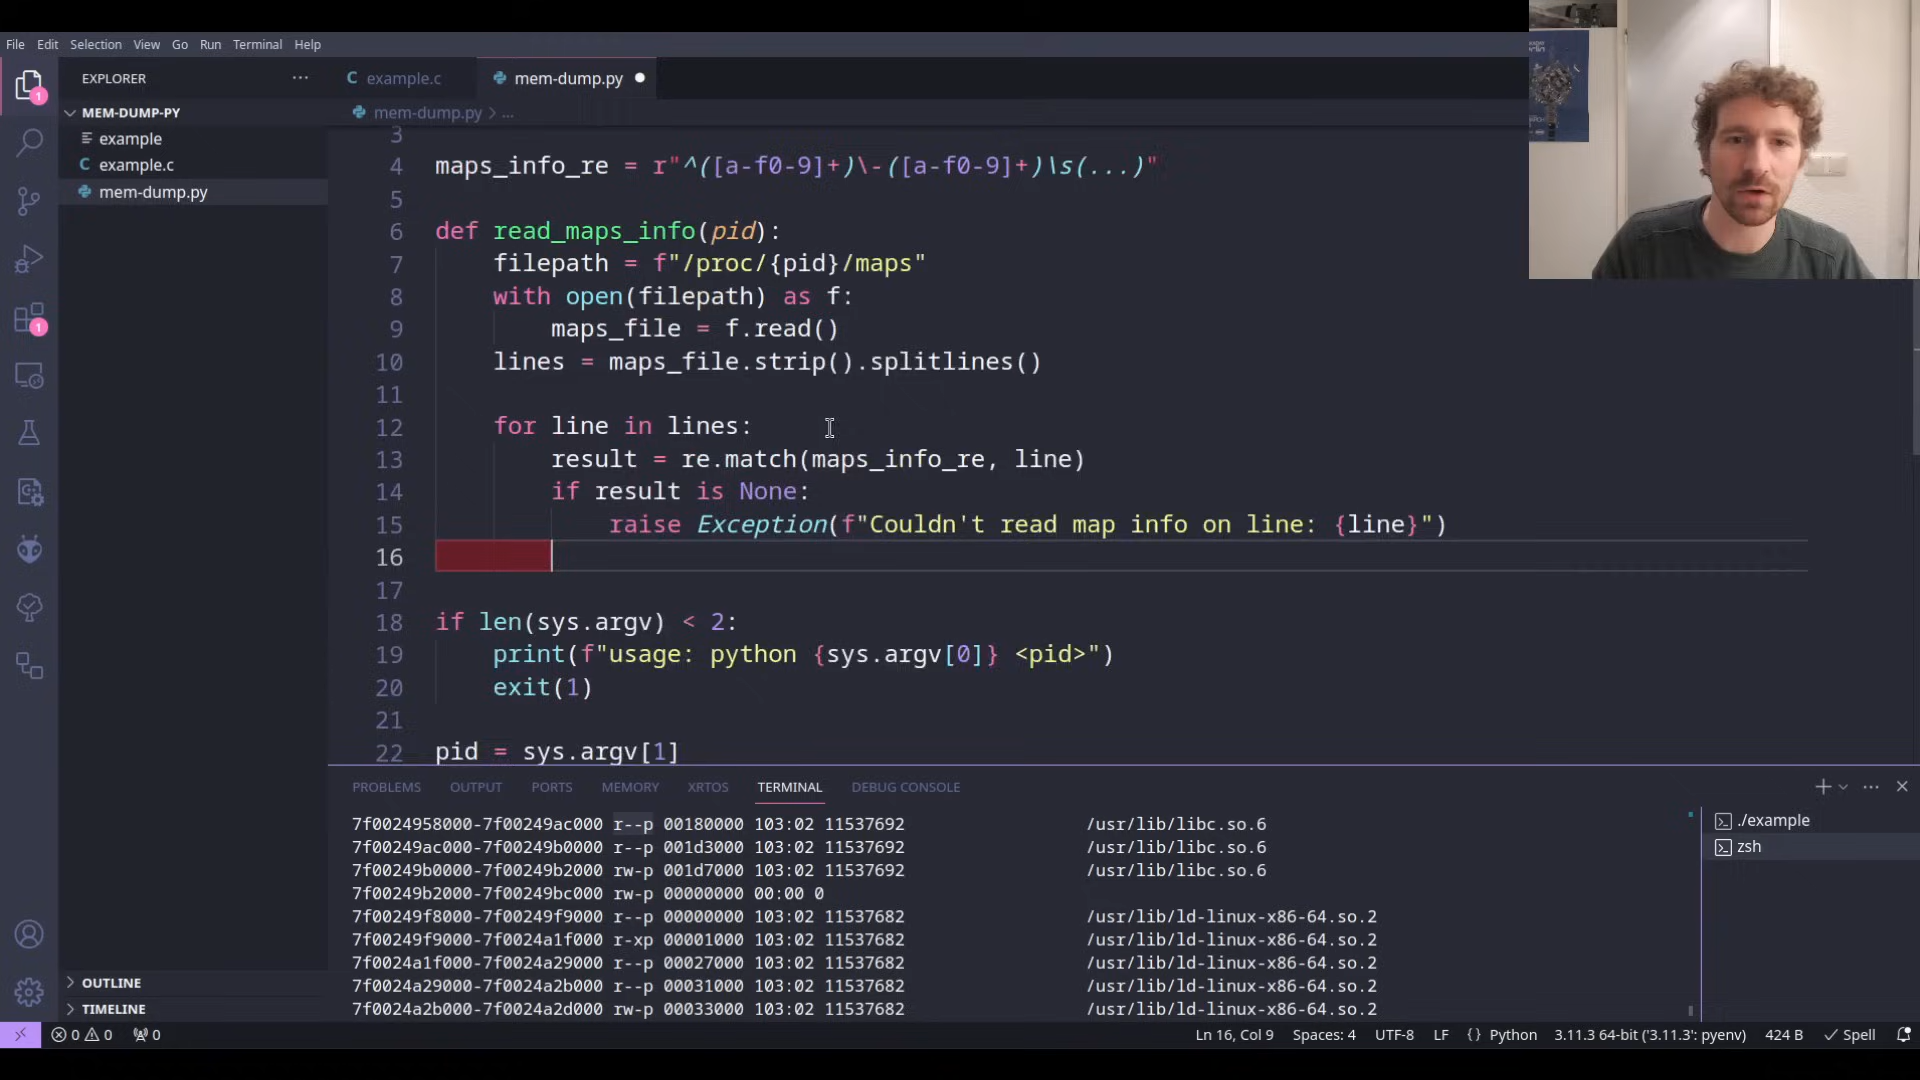 File Edit Selection View Go Run Terminal Help
EXPLORER
example.c
mem-dump.py
MEM-DUMP-PY
mem-dump.py > ...
example
example.c
mem-dump.py
3
4 maps_info_re = r"^([a-f0-9]+)\-([a-f0-9]+)\s(...)"
5
6 def read_maps_info(pid):
7 filepath = f"/proc/{pid}/maps"
8 with open(filepath) as f:
9 maps_file = f.read()
10 lines = maps_file.strip().splitlines()
11
12 for line in lines:
13 result = re.match(maps_info_re, line)
14 if result is None:
15 raise Exception(f"Couldn't read map info on line: {line}")
16
17
18 if len(sys.argv) < 2:
19 print(f"usage: python {sys.argv[0]} <pid>")
20 exit(1)
21
22 pid = sys.argv[1]
1
1
PROBLEMS OUTPUT PORTS MEMORY XRTOS TERMINAL DEBUG CONSOLE
7f0024958000-7f00249ac000 r--p 00180000 103:02 11537692 /usr/lib/libc.so.6
7f00249ac000-7f00249b0000 r--p 001d3000 103:02 11537692 /usr/lib/libc.so.6
7f00249b0000-7f00249b2000 rw-p 001d7000 103:02 11537692 /usr/lib/libc.so.6
7f00249b2000-7f00249bc000 rw-p 00000000 00:00 0
7f00249f8000-7f00249f9000 r--p 00000000 103:02 11537682 /usr/lib/ld-linux-x86-64.so.2
7f00249f9000-7f0024a1f000 r-xp 00001000 103:02 11537682 /usr/lib/ld-linux-x86-64.so.2
7f0024a1f000-7f0024a29000 r--p 00027000 103:02 11537682 /usr/lib/ld-linux-x86-64.so.2
7f0024a29000-7f0024a2b000 r--p 00031000 103:02 11537682 /usr/lib/ld-linux-x86-64.so.2
7f0024a2b000-7f0024a2d000 rw-p 00033000 103:02 11537682 /usr/lib/ld-linux-x86-64.so.2
./example
zsh
OUTLINE
TIMELINE
0 0 0 Ln 16, Col 9 Spaces: 4 UTF-8 LF {} Python 3.11.3 64-bit ('3.11.3': pyenv) 424 B Spell